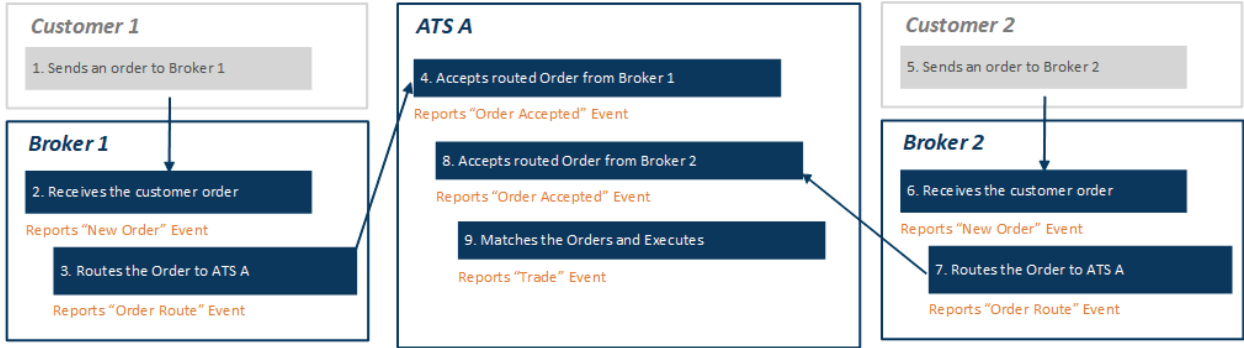 Customer 1
1. Sends an order to Broker 1
Broker 1
2. Receives the customer order
Reports “New Order” Event
3. Routes the Order to ATS A
Reports “Order Route” Event
ATS A
4. Accepts routed Order from Broker 1
Reports “Order Accepted” Event
8. Accepts routed Order from Broker 2
Reports “Order Accepted” Event
9. Matches the Orders and Executes
Reports “Trade” Event
Customer 2
5. Sends an order to Broker 2
Broker 2
6. Receives the customer order
Reports “New Order” Event
7. Routes the Order to ATS A
Reports “Order Route” Event